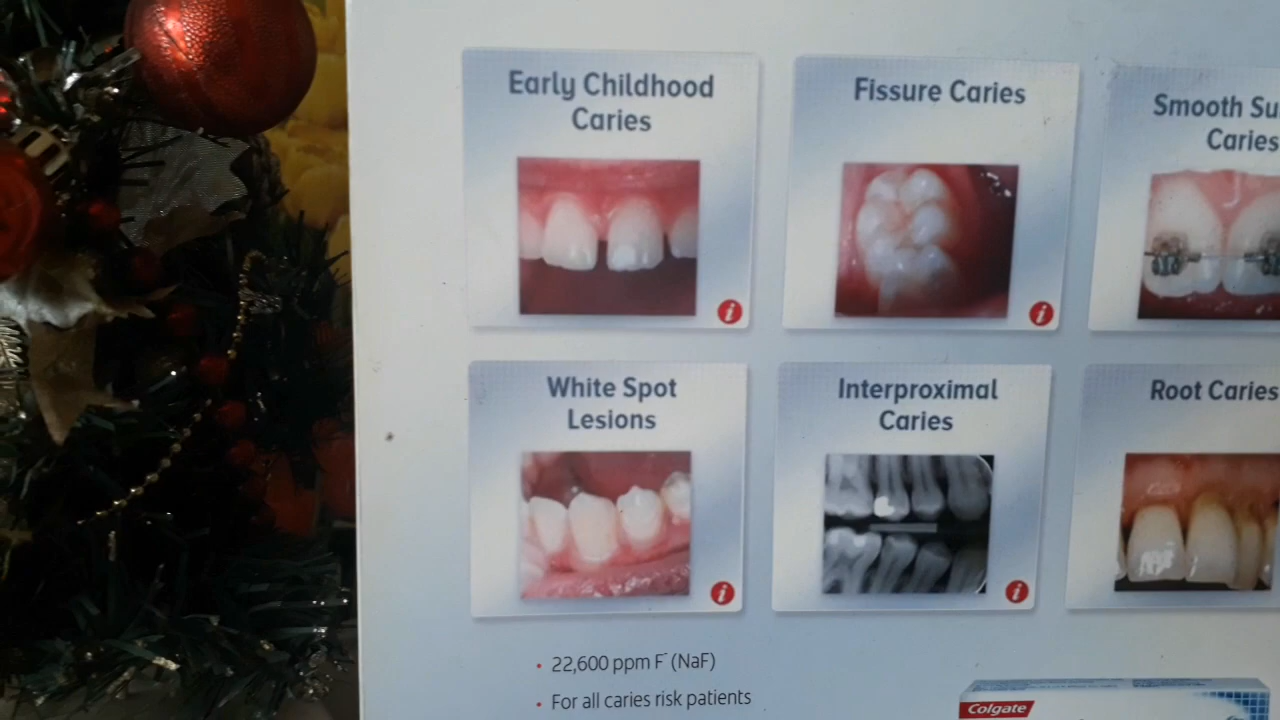 Early Childhood
Caries
Fissure Caries
Smooth Su
Caries
i
i
White Spot
Lesions
Interproximal
Caries
Root Caries
i
i
• 22,600 ppm F⁻ (NaF)
• For all caries risk patients
Colgate